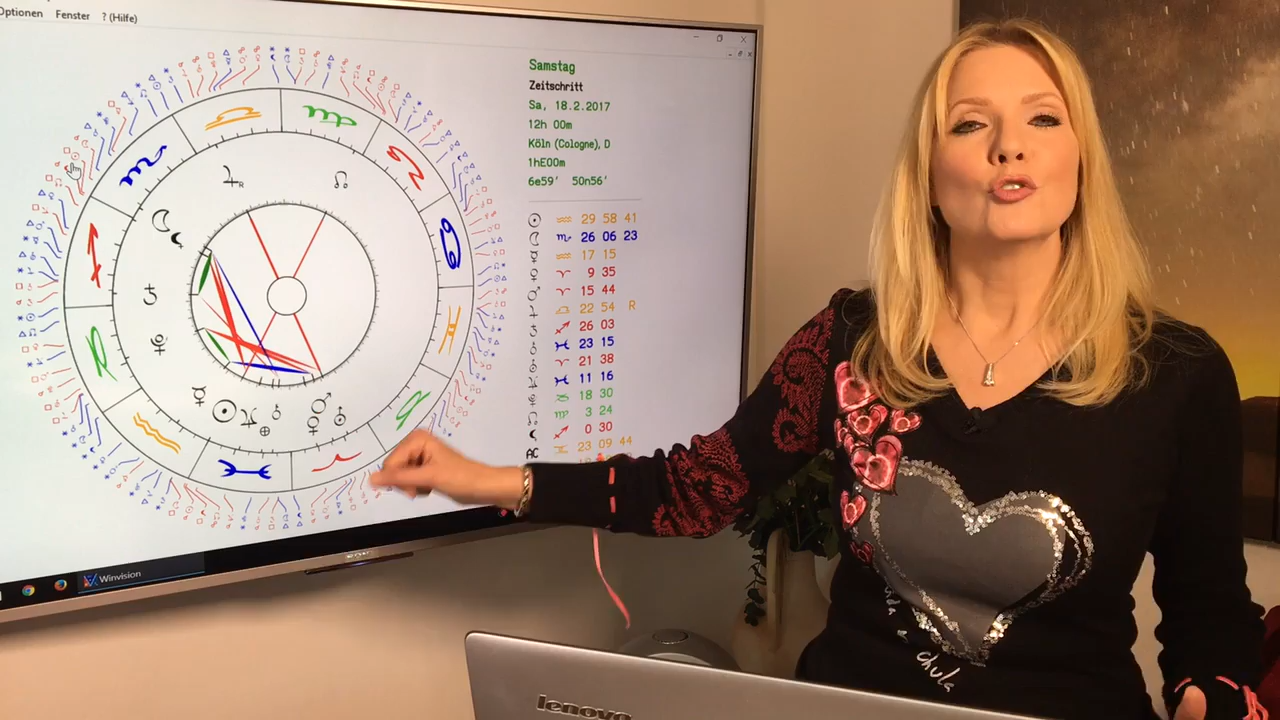 Optionen Fenster ? (Hilfe)
Samstag
Zeitschritt
Sa, 18.2.2017
12h 00m
Köln (Cologne), D
1hE00m
6e59' 50n56'
☉ ♒ 29 58 41
☾ ♏ 26 06 23
☿ ♒ 17 15
♀ ♈ 9 35
♂ ♈ 15 44
♃ ♎ 22 54 R
♄ ♐ 26 03
♓ 23 15
♈ 21 38
♓ 11 16
♑ 18 30
☊ ♍ 3 24
♐ 0 30
AC ♊ 23 09 44
Winvision
SONY
chula
lenovo